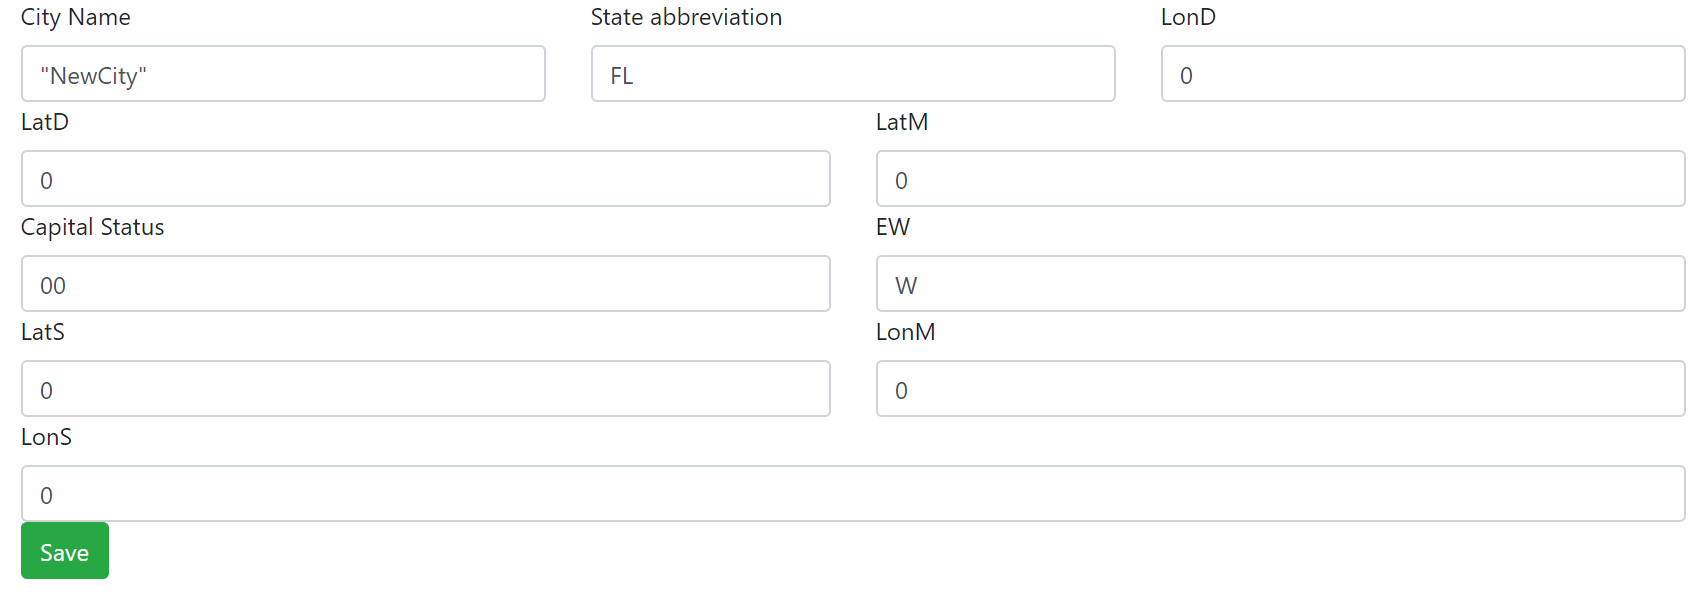 City Name State abbreviation LonD
"NewCity" FL 0
LatD LatM
0 0
Capital Status EW
00 W
LatS LonM
0 0
LonS
0
Save